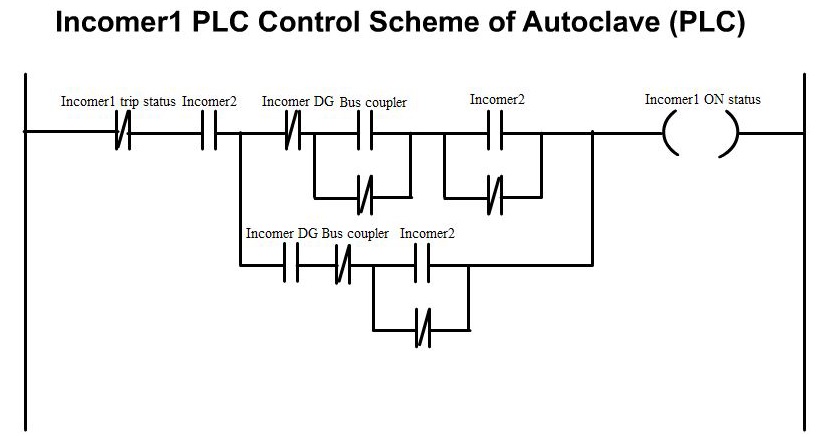 Incomer1 PLC Control Scheme of Autoclave (PLC)
Incomer1 trip status Incomer2 Incomer DG Bus coupler Incomer2 Incomer1 ON status
Incomer DG Bus coupler Incomer2